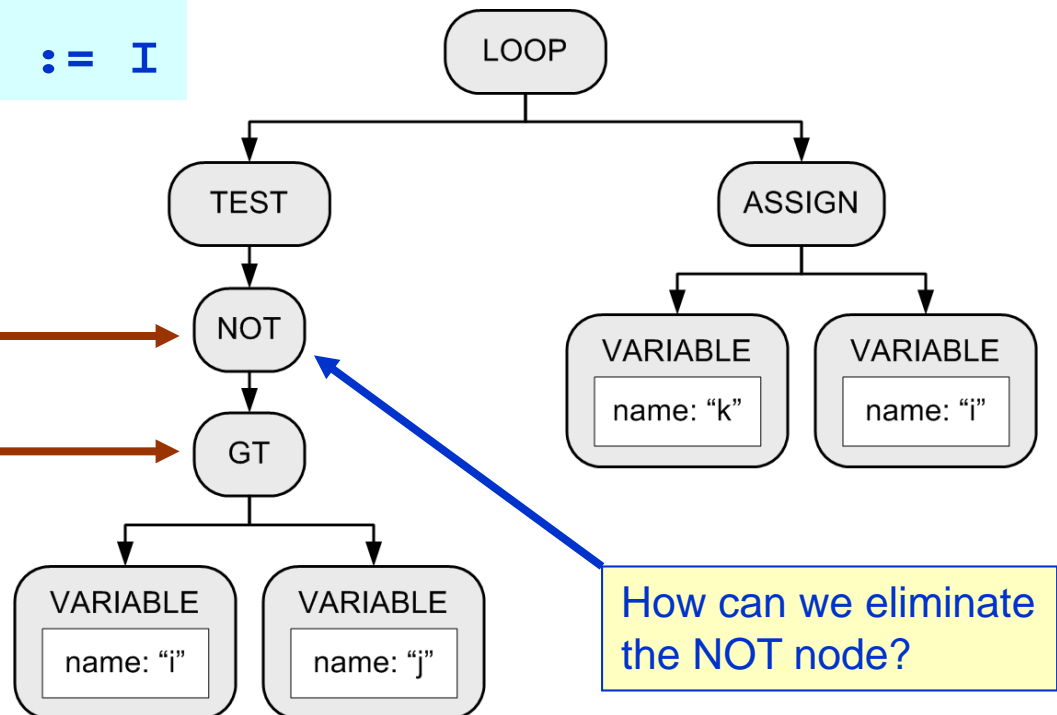 := I
LOOP
TEST
ASSIGN
NOT
VARIABLE
name: “k”
VARIABLE
name: “i”
GT
VARIABLE
name: “i”
VARIABLE
name: “j”
How can we eliminate
the NOT node?